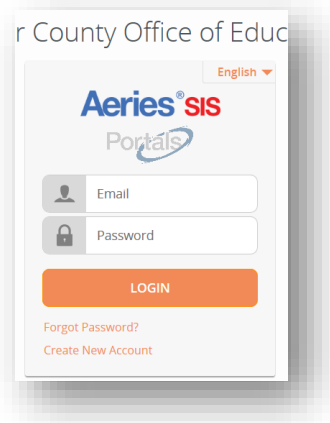 r County Office of Educ
English
Aeries® SIS
Portals
Email
Password
LOGIN
Forgot Password?
Create New Account